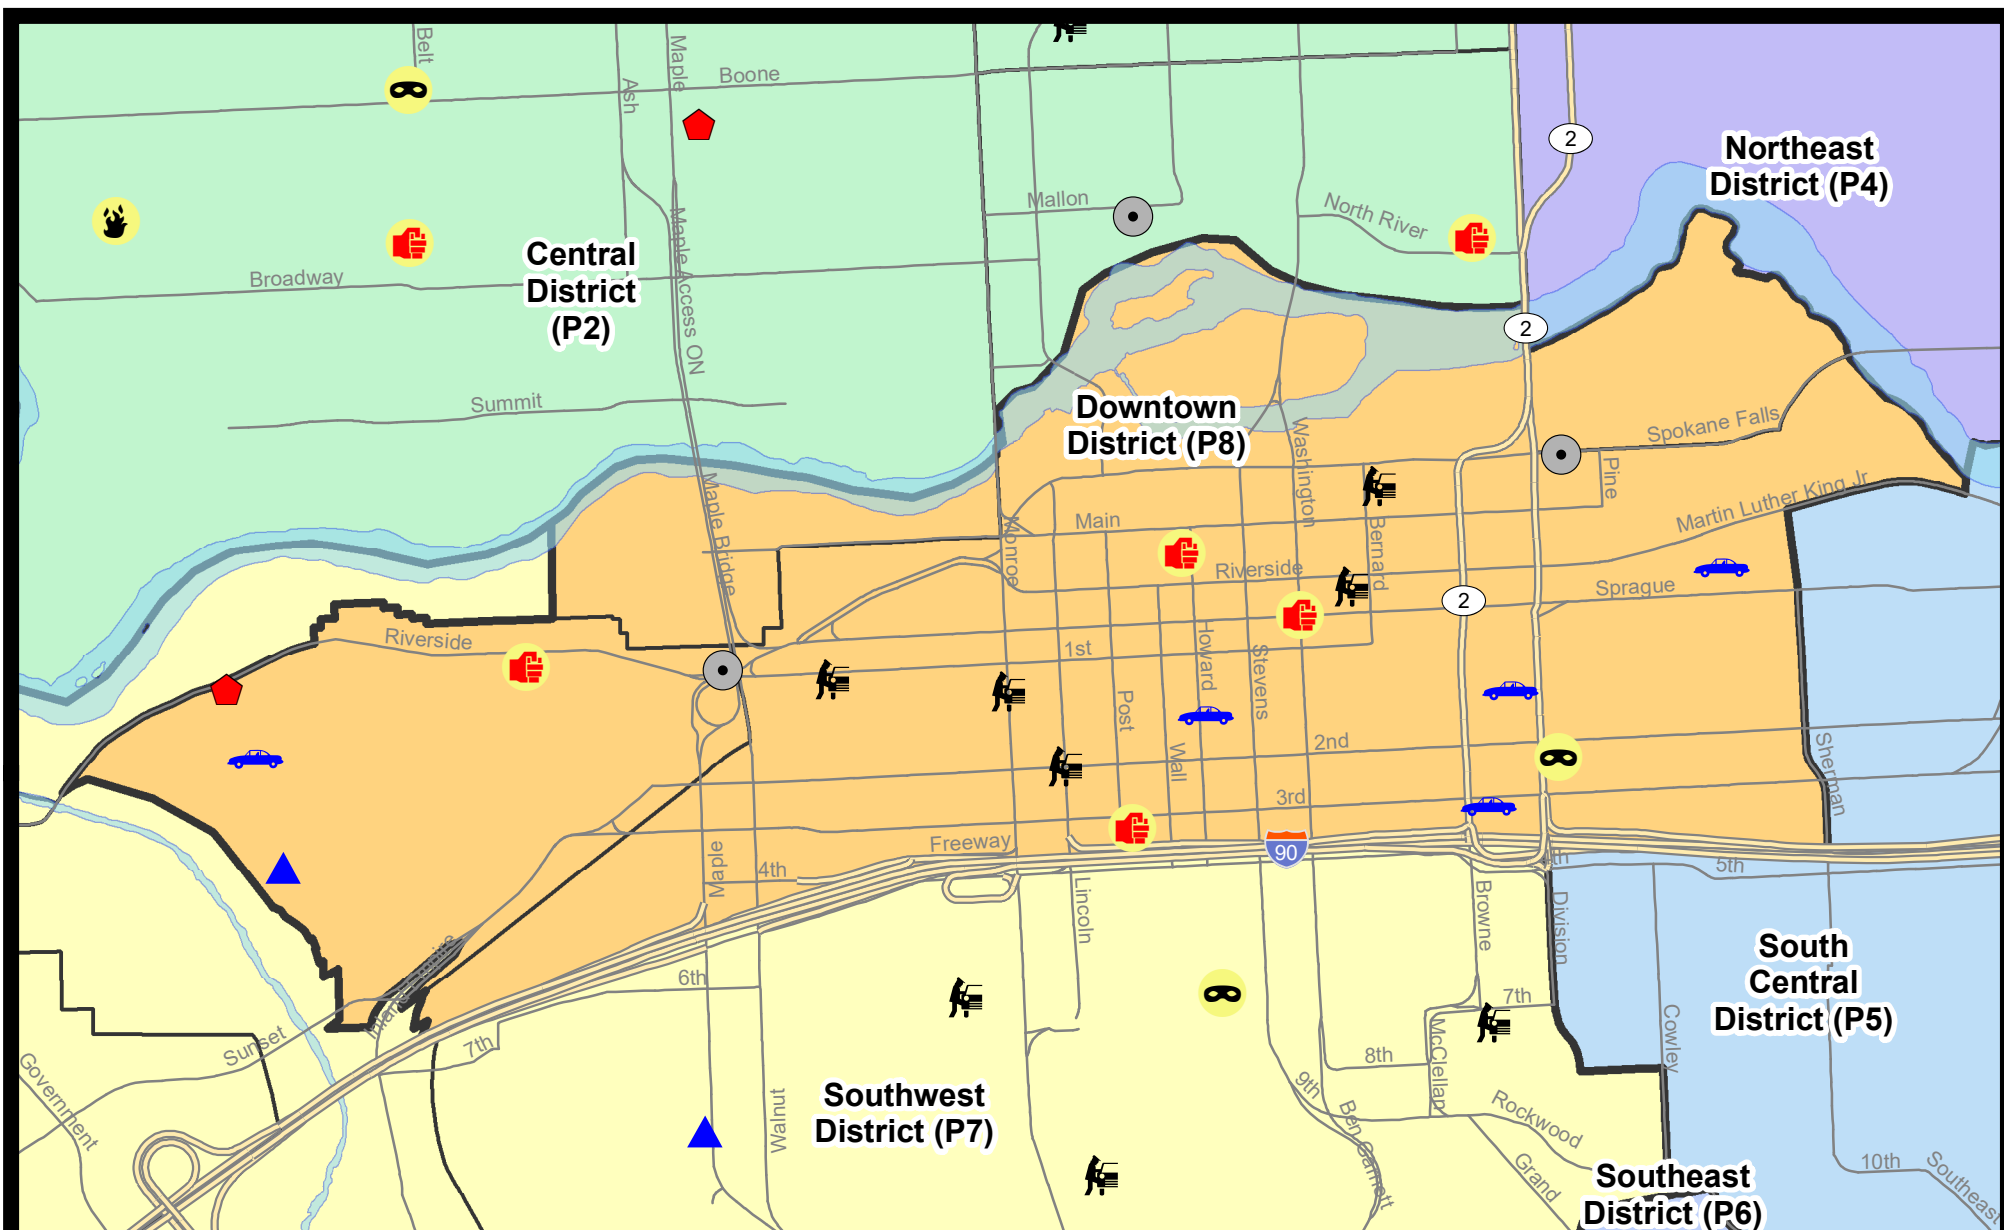 Belt
Maple
Ash
Boone
2
Northeast
District (P4)
Mallon
North River
Maple Access ON
Central
District
(P2)
Broadway
2
Summit
Downtown
District (P8)
Spokane Falls
Washington
Pine
Martin Luther King Jr
Maple Bridge
Main
Monroe
Bernard
Riverside
Sprague
2
Riverside
1st
Howard
Stevens
Post
Wall
2nd
Sherman
3rd
Freeway
90
4th
Maple
4th
5th
Lincoln
Browne
Division
South
Central
District (P5)
6th
7th
Sunset
7th
Government
McClellan
Cowley
8th
9th
Ben Garnett
Rockwood
Walnut
Southwest
District (P7)
Grand
10th
Southeast
Southeast
District (P6)